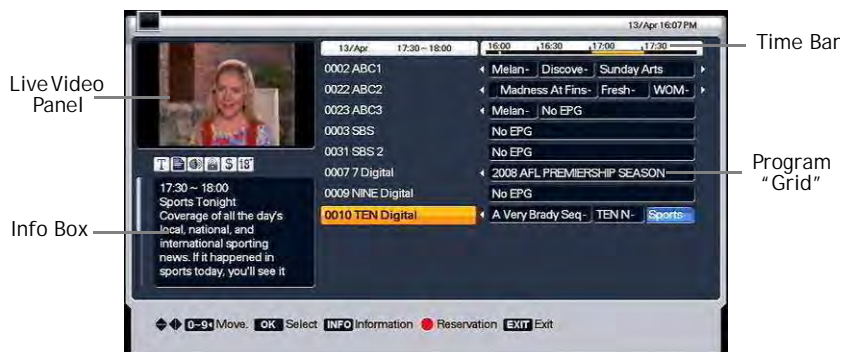 13/Apr 16:07 PM
13/Apr 17:30 ~ 18:00 16:00 16:30 17:00 17:30
Time Bar
Live Video
Panel
0002 ABC1 Melan- Discove- Sunday Arts
0022 ABC2 Madness At Fins- Fresh- WOM-
0023 ABC3 Melan- No EPG
0003 SBS No EPG
0031 SBS 2 No EPG
0007 7 Digital 2008 AFL PREMIERSHIP SEASON
0009 NINE Digital No EPG
0010 TEN Digital A Very Brady Seq- TEN N- Sports
Program
"Grid"
T $ 18+
Info Box
17:30 ~ 18:00
Sports Tonight
Coverage of all the day's
local, national, and
international sporting
news. If it happened in
sports today, you'll see it
0~9 Move. OK Select INFO Information Reservation EXIT Exit